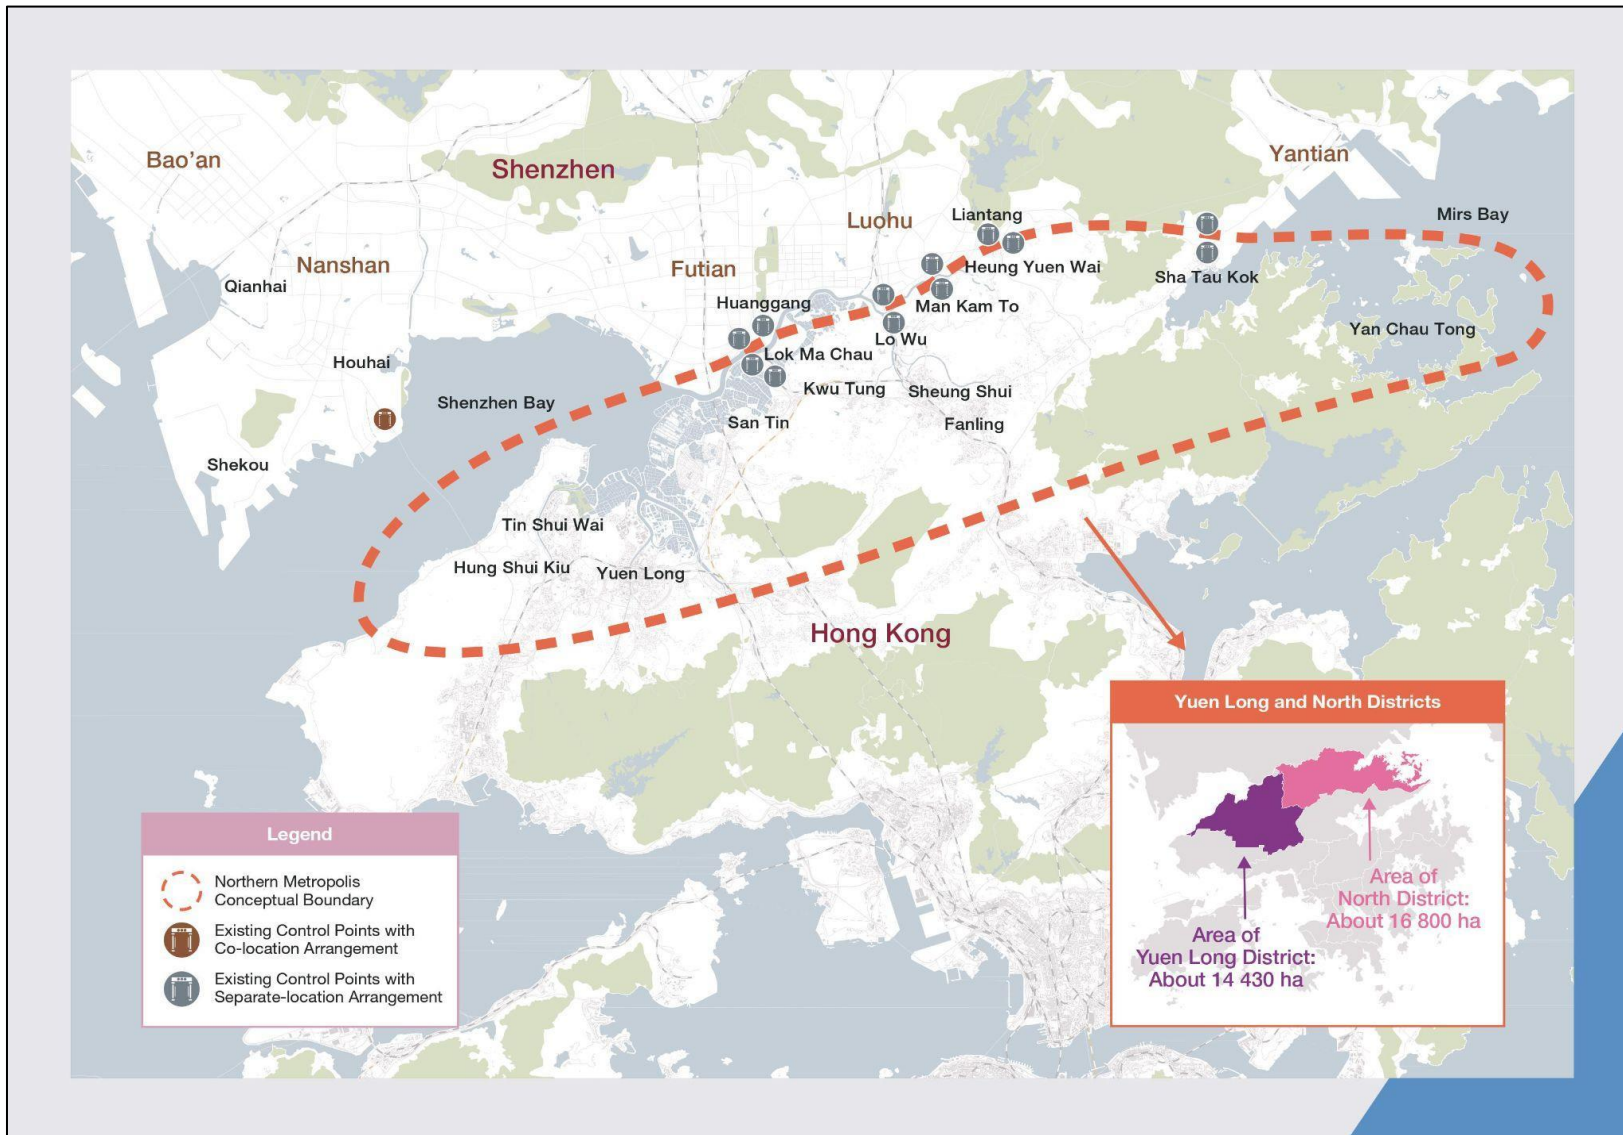 Bao'an
Shenzhen
Yantian
Luohu
Liantang
Mirs Bay
Nanshan
Futian
Heung Yuen Wai
Sha Tau Kok
Qianhai
Huanggang
Man Kam To
Yan Chau Tong
Lo Wu
Houhai
Lok Ma Chau
Kwu Tung
Sheung Shui
Shenzhen Bay
San Tin
Fanling
Shekou
Tin Shui Wai
Hung Shui Kiu
Yuen Long
Hong Kong
Yuen Long and North Districts
Area of
North District:
About 16 800 ha
Area of
Yuen Long District:
About 14 430 ha
Legend
Northern Metropolis
Conceptual Boundary
Existing Control Points with
Co-location Arrangement
Existing Control Points with
Separate-location Arrangement